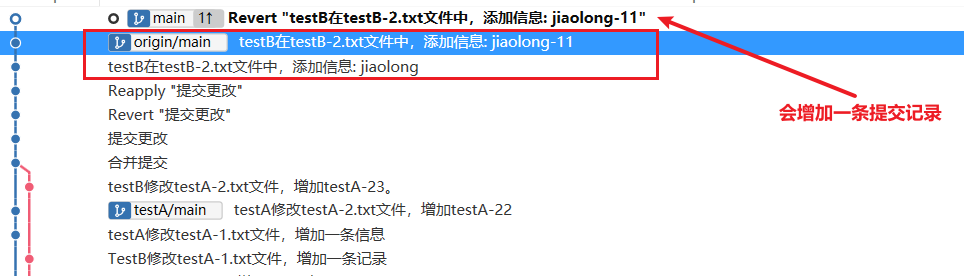 main 1↑ Revert "testB在testB-2.txt文件中，添加信息: jiaolong-11"
origin/main testB在testB-2.txt文件中，添加信息: jiaolong-11
testB在testB-2.txt文件中，添加信息: jiaolong
Reapply "提交更改"
会增加一条提交记录
Revert "提交更改"
提交更改
合并提交
testB修改testA-2.txt文件，增加testA-23。
testA/main testA修改testA-2.txt文件，增加testA-22
testA修改testA-1.txt文件，增加一条信息
TestB修改testA-1.txt文件，增加一条记录